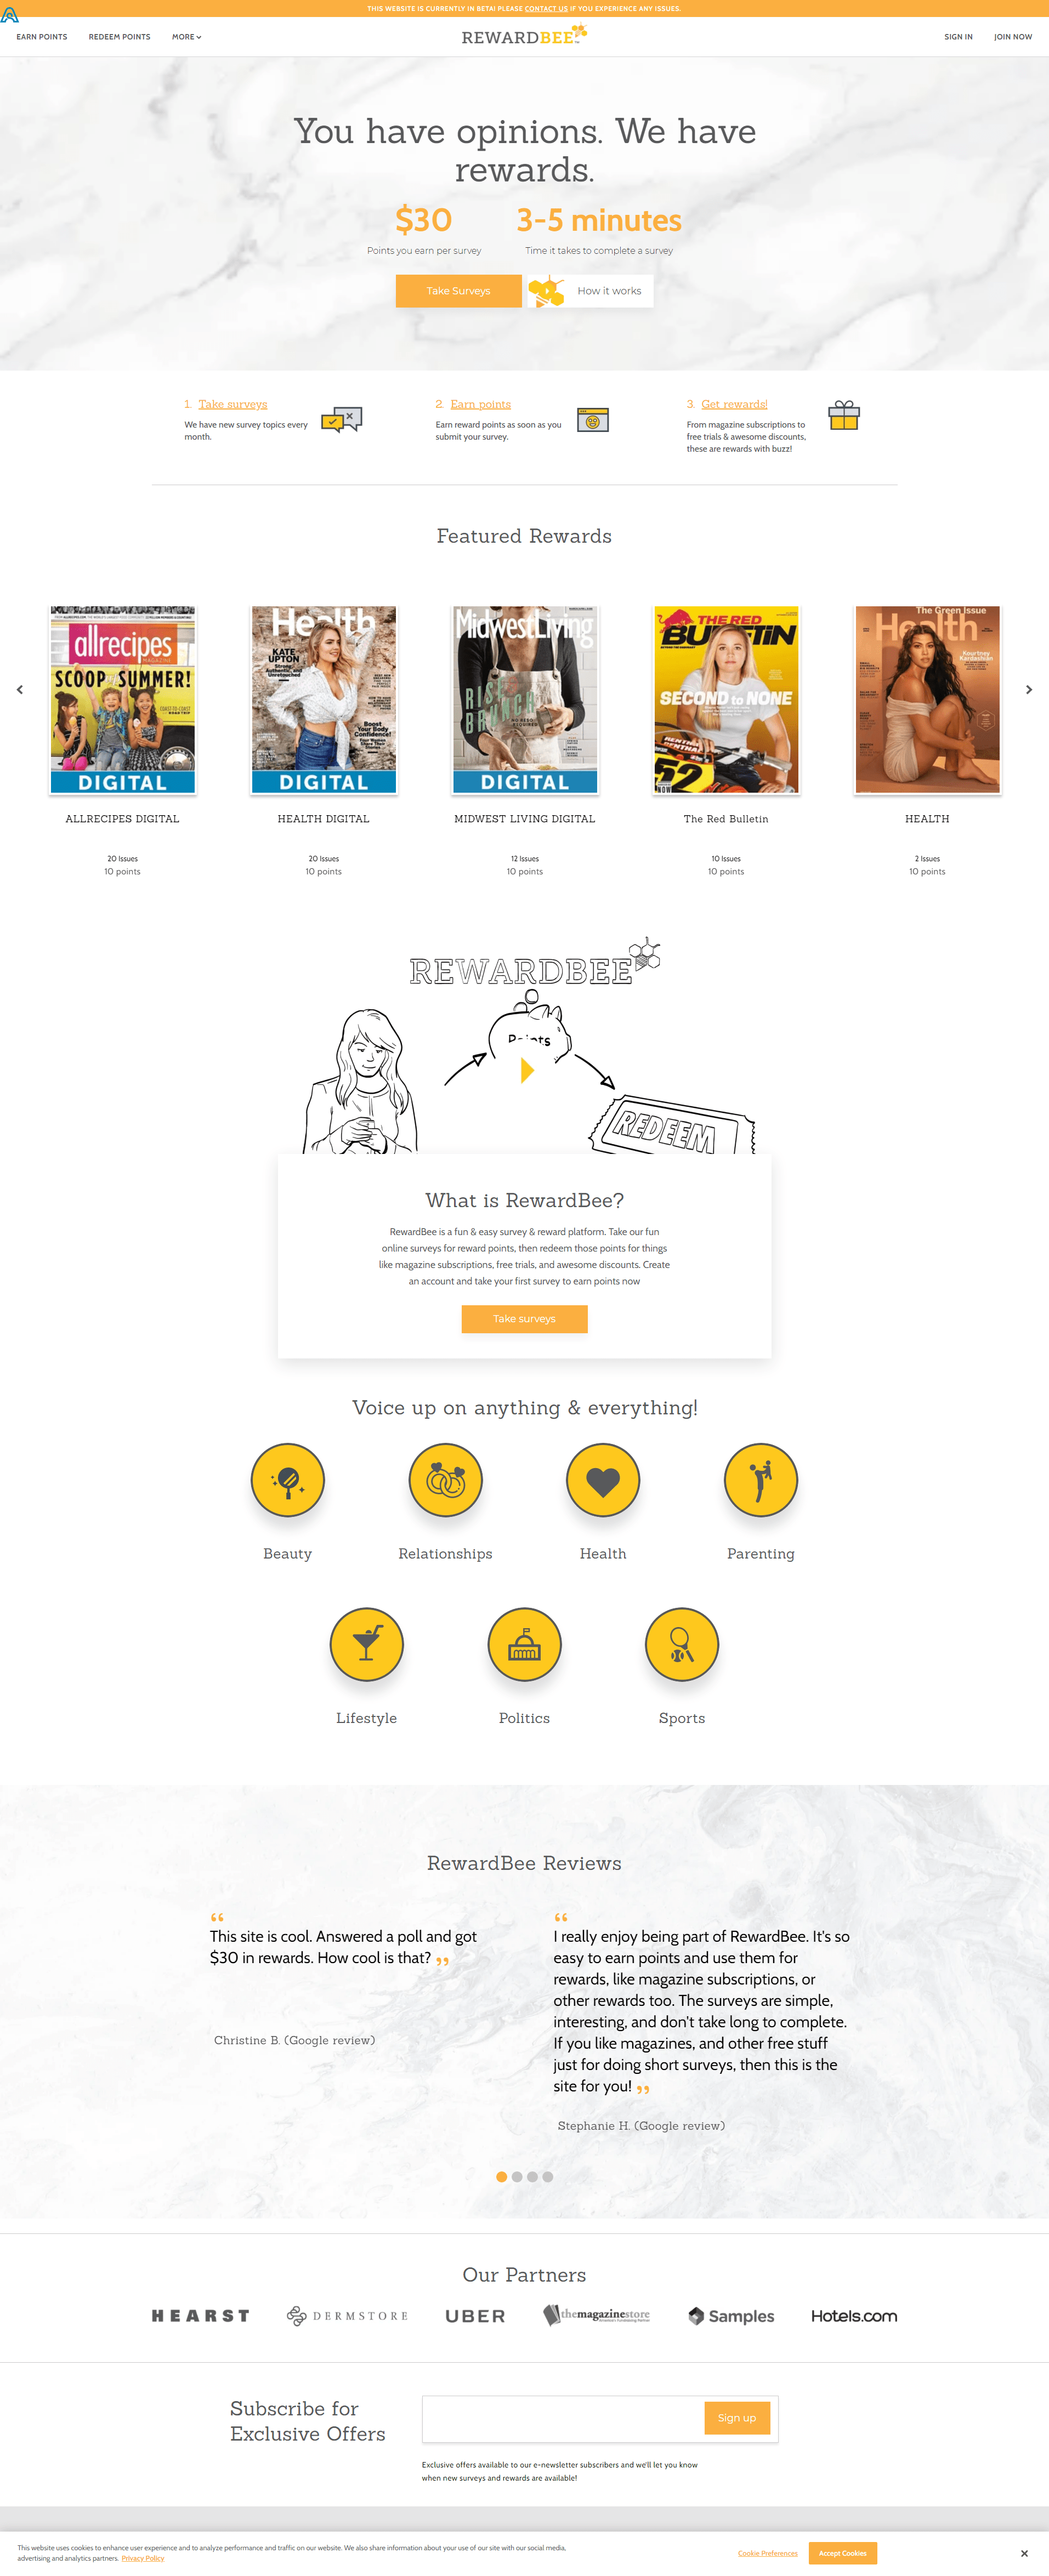 THIS WEBSITE IS CURRENTLY IN BETA! PLEASE CONTACT US IF YOU EXPERIENCE ANY ISSUES.
EARN POINTS
REDEEM POINTS
MORE
REWARDBEE
SIGN IN
JOIN NOW
You have opinions. We have
rewards.
$30
3-5 minutes
Points you earn per survey
Time it takes to complete a survey
Take Surveys
How it works
1. Take surveys
We have new survey topics every
month.
2. Earn points
Earn reward points as soon as you
submit your survey.
3. Get rewards!
From magazine subscriptions to
free trials & awesome discounts,
these are rewards with buzz!
Featured Rewards
allrecipes
MAGAZINE
SCOOP SUMMER!
COAST-TO-COAST
ROAD TRIP
DIGITAL
Health
KATE
UPTON
Strong,
Authentic, and
Unretouched
Boost
Your Body
Confidence!
DIGITAL
MidwestLiving
RISE
BRUNCH
NO RESO
REQUIRED
DIGITAL
THE RED
BULLETIN
SECOND to NONE
52
The Green Issue
Health
Kourtney
Kardashian
ALLRECIPES DIGITAL
HEALTH DIGITAL
MIDWEST LIVING DIGITAL
The Red Bulletin
HEALTH
20 Issues
20 Issues
12 Issues
10 Issues
2 Issues
10 points
10 points
10 points
10 points
10 points
REWARDBEE
REDEEM
What is RewardBee?
RewardBee is a fun & easy survey & reward platform. Take our fun
online surveys for reward points, then redeem those points for things
like magazine subscriptions, free trials, and awesome discounts. Create
an account and take your first survey to earn points now
Take surveys
Voice up on anything & everything!
Beauty
Relationships
Health
Parenting
Lifestyle
Politics
Sports
RewardBee Reviews
“
This site is cool. Answered a poll and got
$30 in rewards. How cool is that? ”
Christine B. (Google review)
“
I really enjoy being part of RewardBee. It's so
easy to earn points and use them for
rewards, like magazine subscriptions, or
other rewards too. The surveys are simple,
interesting, and don't take long to complete.
If you like magazines, and other free stuff
just for doing short surveys, then this is the
site for you! ”
Stephanie H. (Google review)
Our Partners
HEARST
DERMSTORE
UBER
themagazinestore
Samples
Hotels.com
Subscribe for
Exclusive Offers
Sign up
Exclusive offers available to our e-newsletter subscribers and we'll let you know
when new surveys and rewards are available!
This website uses cookies to enhance user experience and to analyze performance and traffic on our website. We also share information about your use of our site with our social media,
advertising and analytics partners. Privacy Policy
Cookie Preferences
Accept Cookies